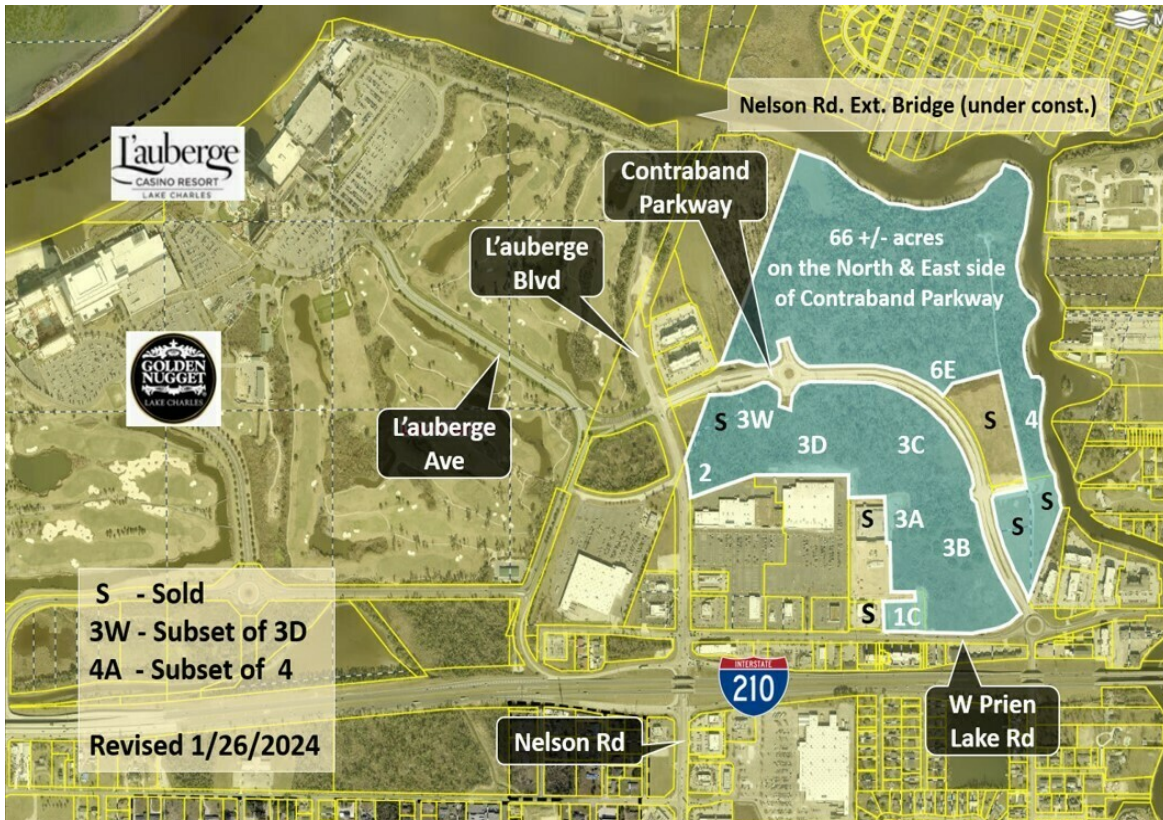 M
Nelson Rd. Ext. Bridge (under const.)
L'auberge
CASINO RESORT
LAKE CHARLES
Contraband
Parkway
L'auberge
Blvd
66 +/- acres
on the North & East side
of Contraband Parkway
GOLDEN
NUGGET
LAKE CHARLES
L'auberge
Ave
6E
S
3W
S
4
3D
3C
2
S
S
S
3A
3B
S
1C
S - Sold
3W - Subset of 3D
4A - Subset of 4
Revised 1/26/2024
INTERSTATE
210
Nelson Rd
W Prien
Lake Rd